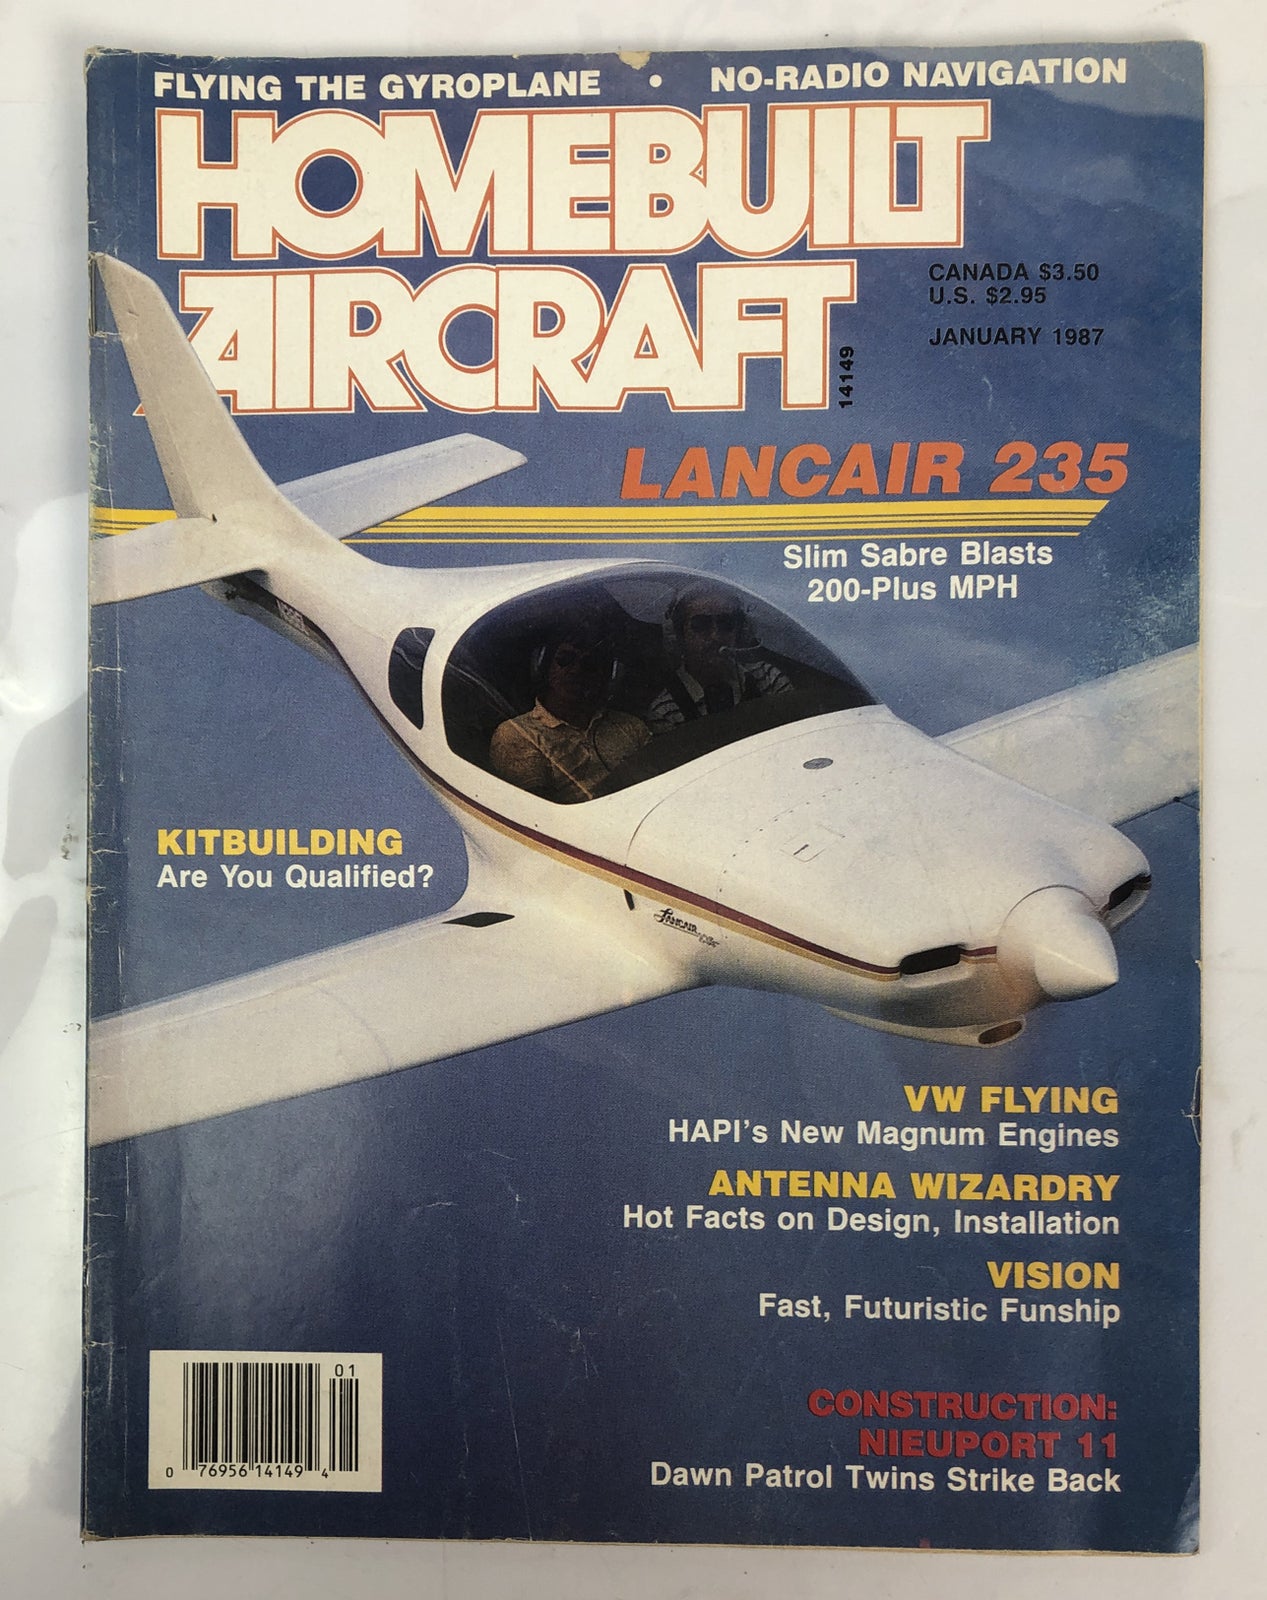 FLYING THE GYROPLANE • NO-RADIO NAVIGATION
HOMEBUILT
AIRCRAFT
CANADA $3.50
U.S. $2.95
JANUARY 1987
14149
LANCAIR 235
Slim Sabre Blasts
200-Plus MPH
KITBUILDING
Are You Qualified?
LANCAIR
VW FLYING
HAPI's New Magnum Engines
ANTENNA WIZARDRY
Hot Facts on Design, Installation
VISION
Fast, Futuristic Funship
CONSTRUCTION:
NIEUPORT 11
Dawn Patrol Twins Strike Back
01
0 76956 14149 4